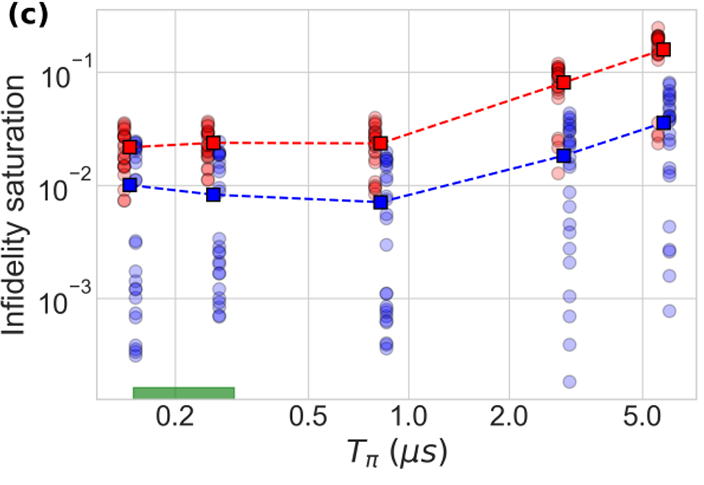 (c)
Infidelity saturation
10⁻¹
10⁻²
10⁻³
0.2 0.5 1.0 2.0 5.0
T_π (μs)